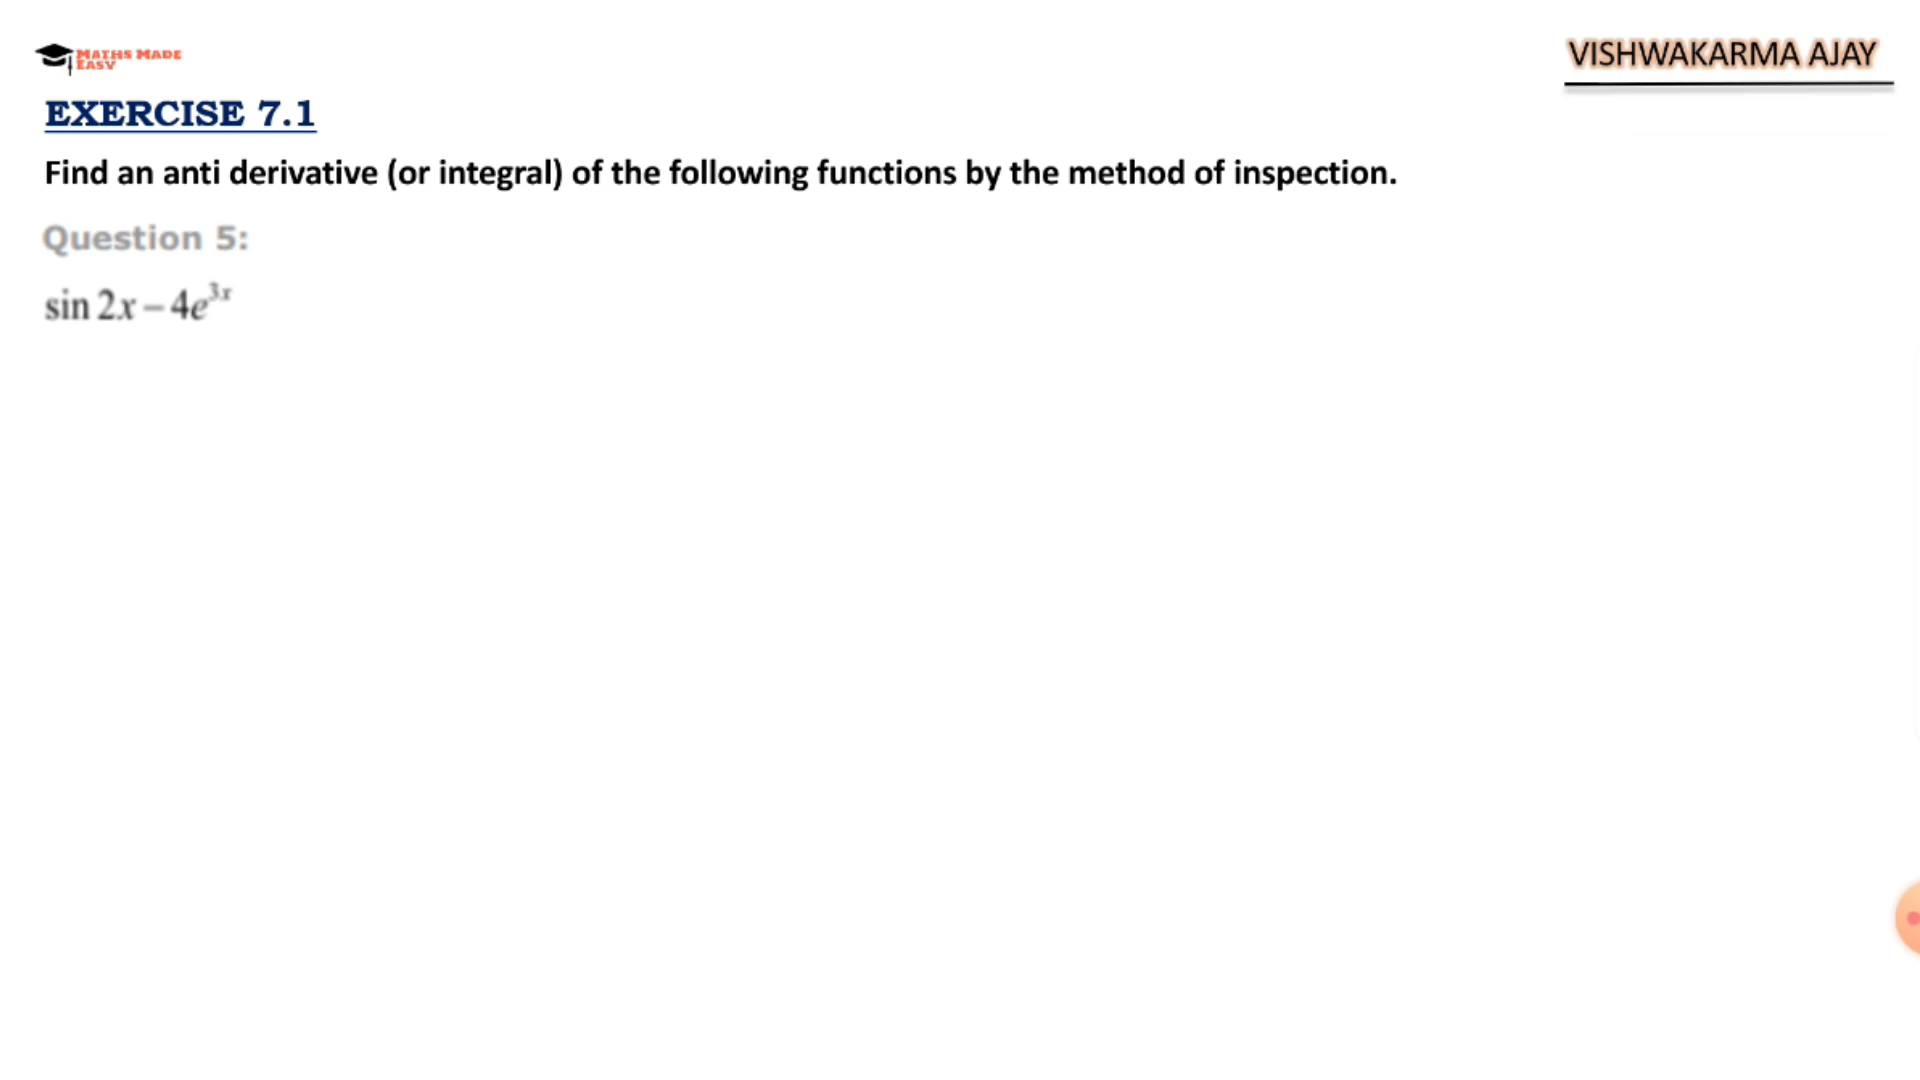 MATHS MADE
EASY
VISHWAKARMA AJAY
EXERCISE 7.1
Find an anti derivative (or integral) of the following functions by the method of inspection.
Question 5:
sin 2x – 4e^{3x}